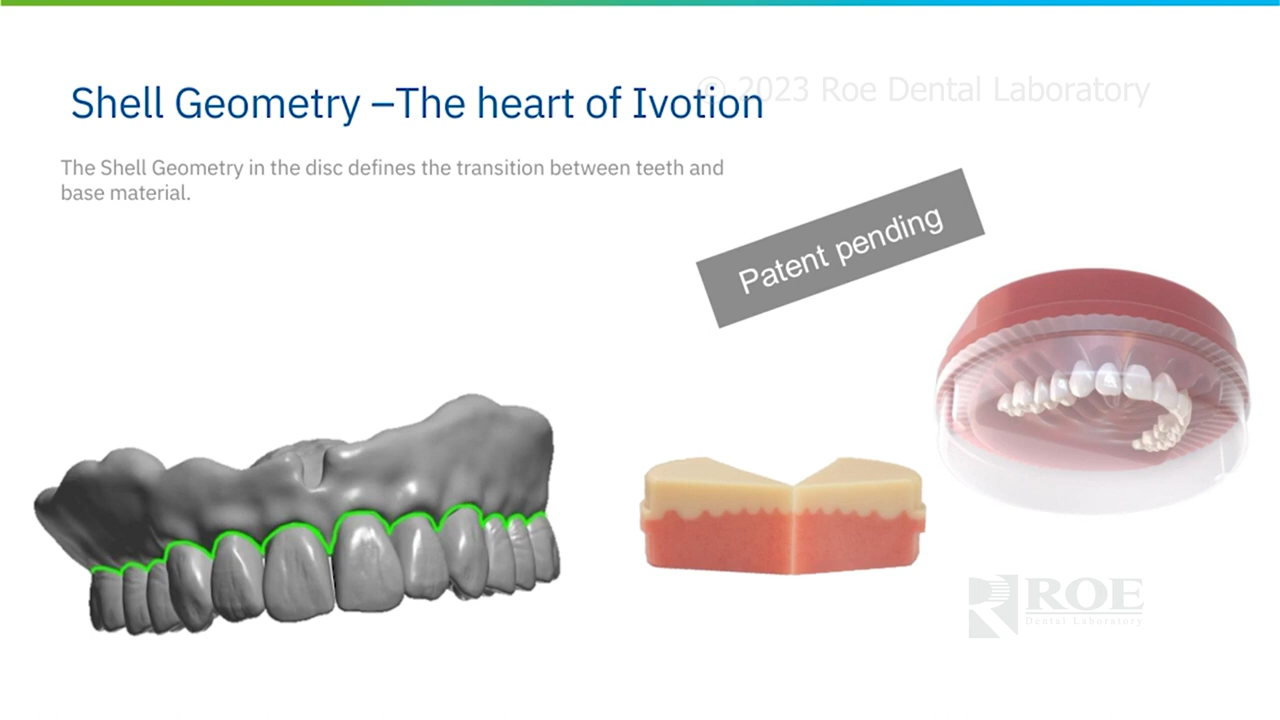 © 2023 Roe Dental Laboratory
Shell Geometry –The heart of Ivotion
The Shell Geometry in the disc defines the transition between teeth and
base material.
Patent pending
ROE
Dental Laboratory